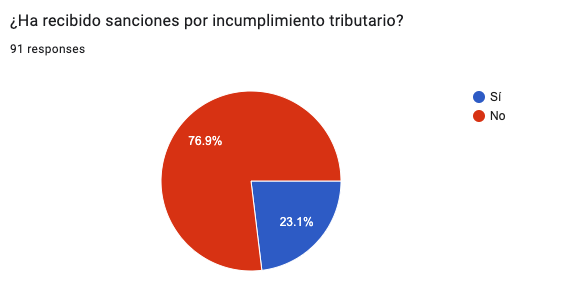 ¿Ha recibido sanciones por incumplimiento tributario?
91 responses
Sí
No
76.9%
23.1%